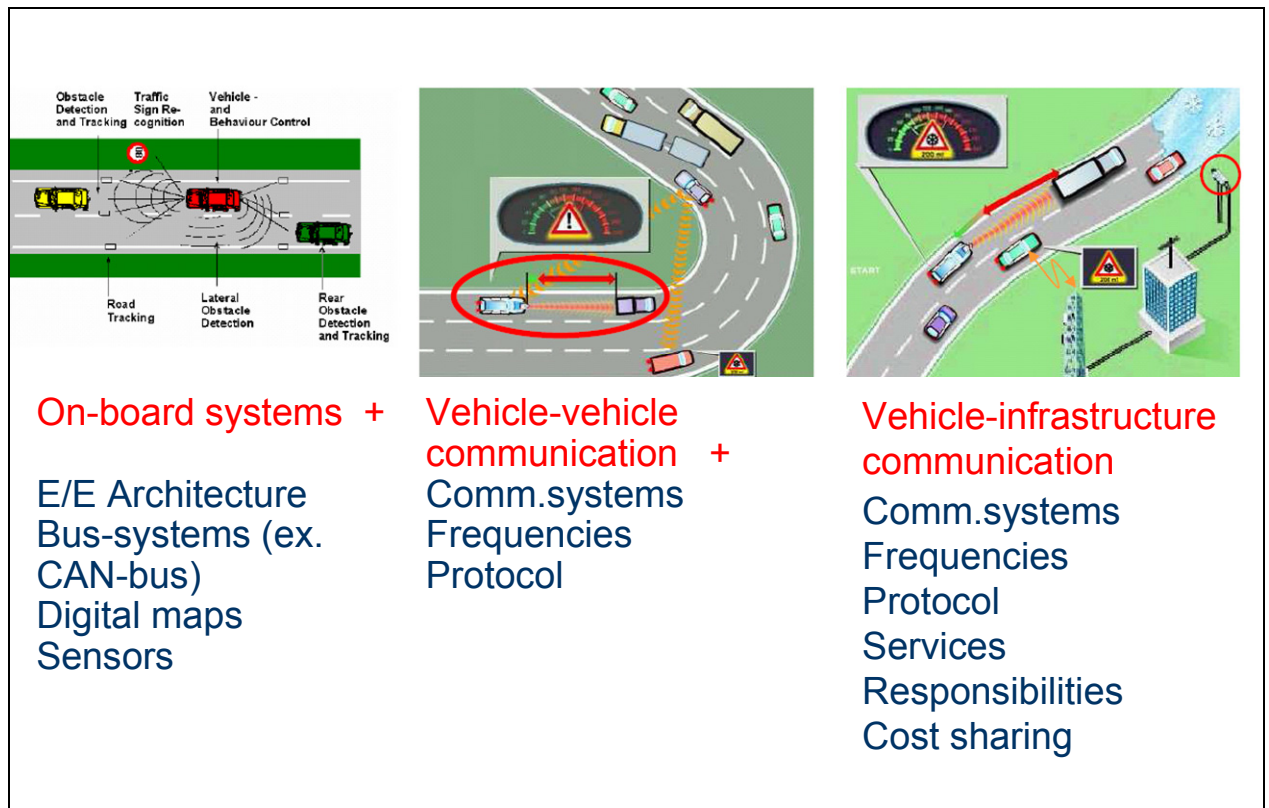 Obstacle
Detection
and Tracking
Traffic
Sign Re-
cognition
Vehicle -
and
Behaviour Control
Road
Tracking
Lateral
Obstacle
Detection
Rear
Obstacle
Detection
and Tracking
200 m!
START
On-board systems +
E/E Architecture
Bus-systems (ex.
CAN-bus)
Digital maps
Sensors
Vehicle-vehicle
communication +
Comm.systems
Frequencies
Protocol
Vehicle-infrastructure
communication
Comm.systems
Frequencies
Protocol
Services
Responsibilities
Cost sharing